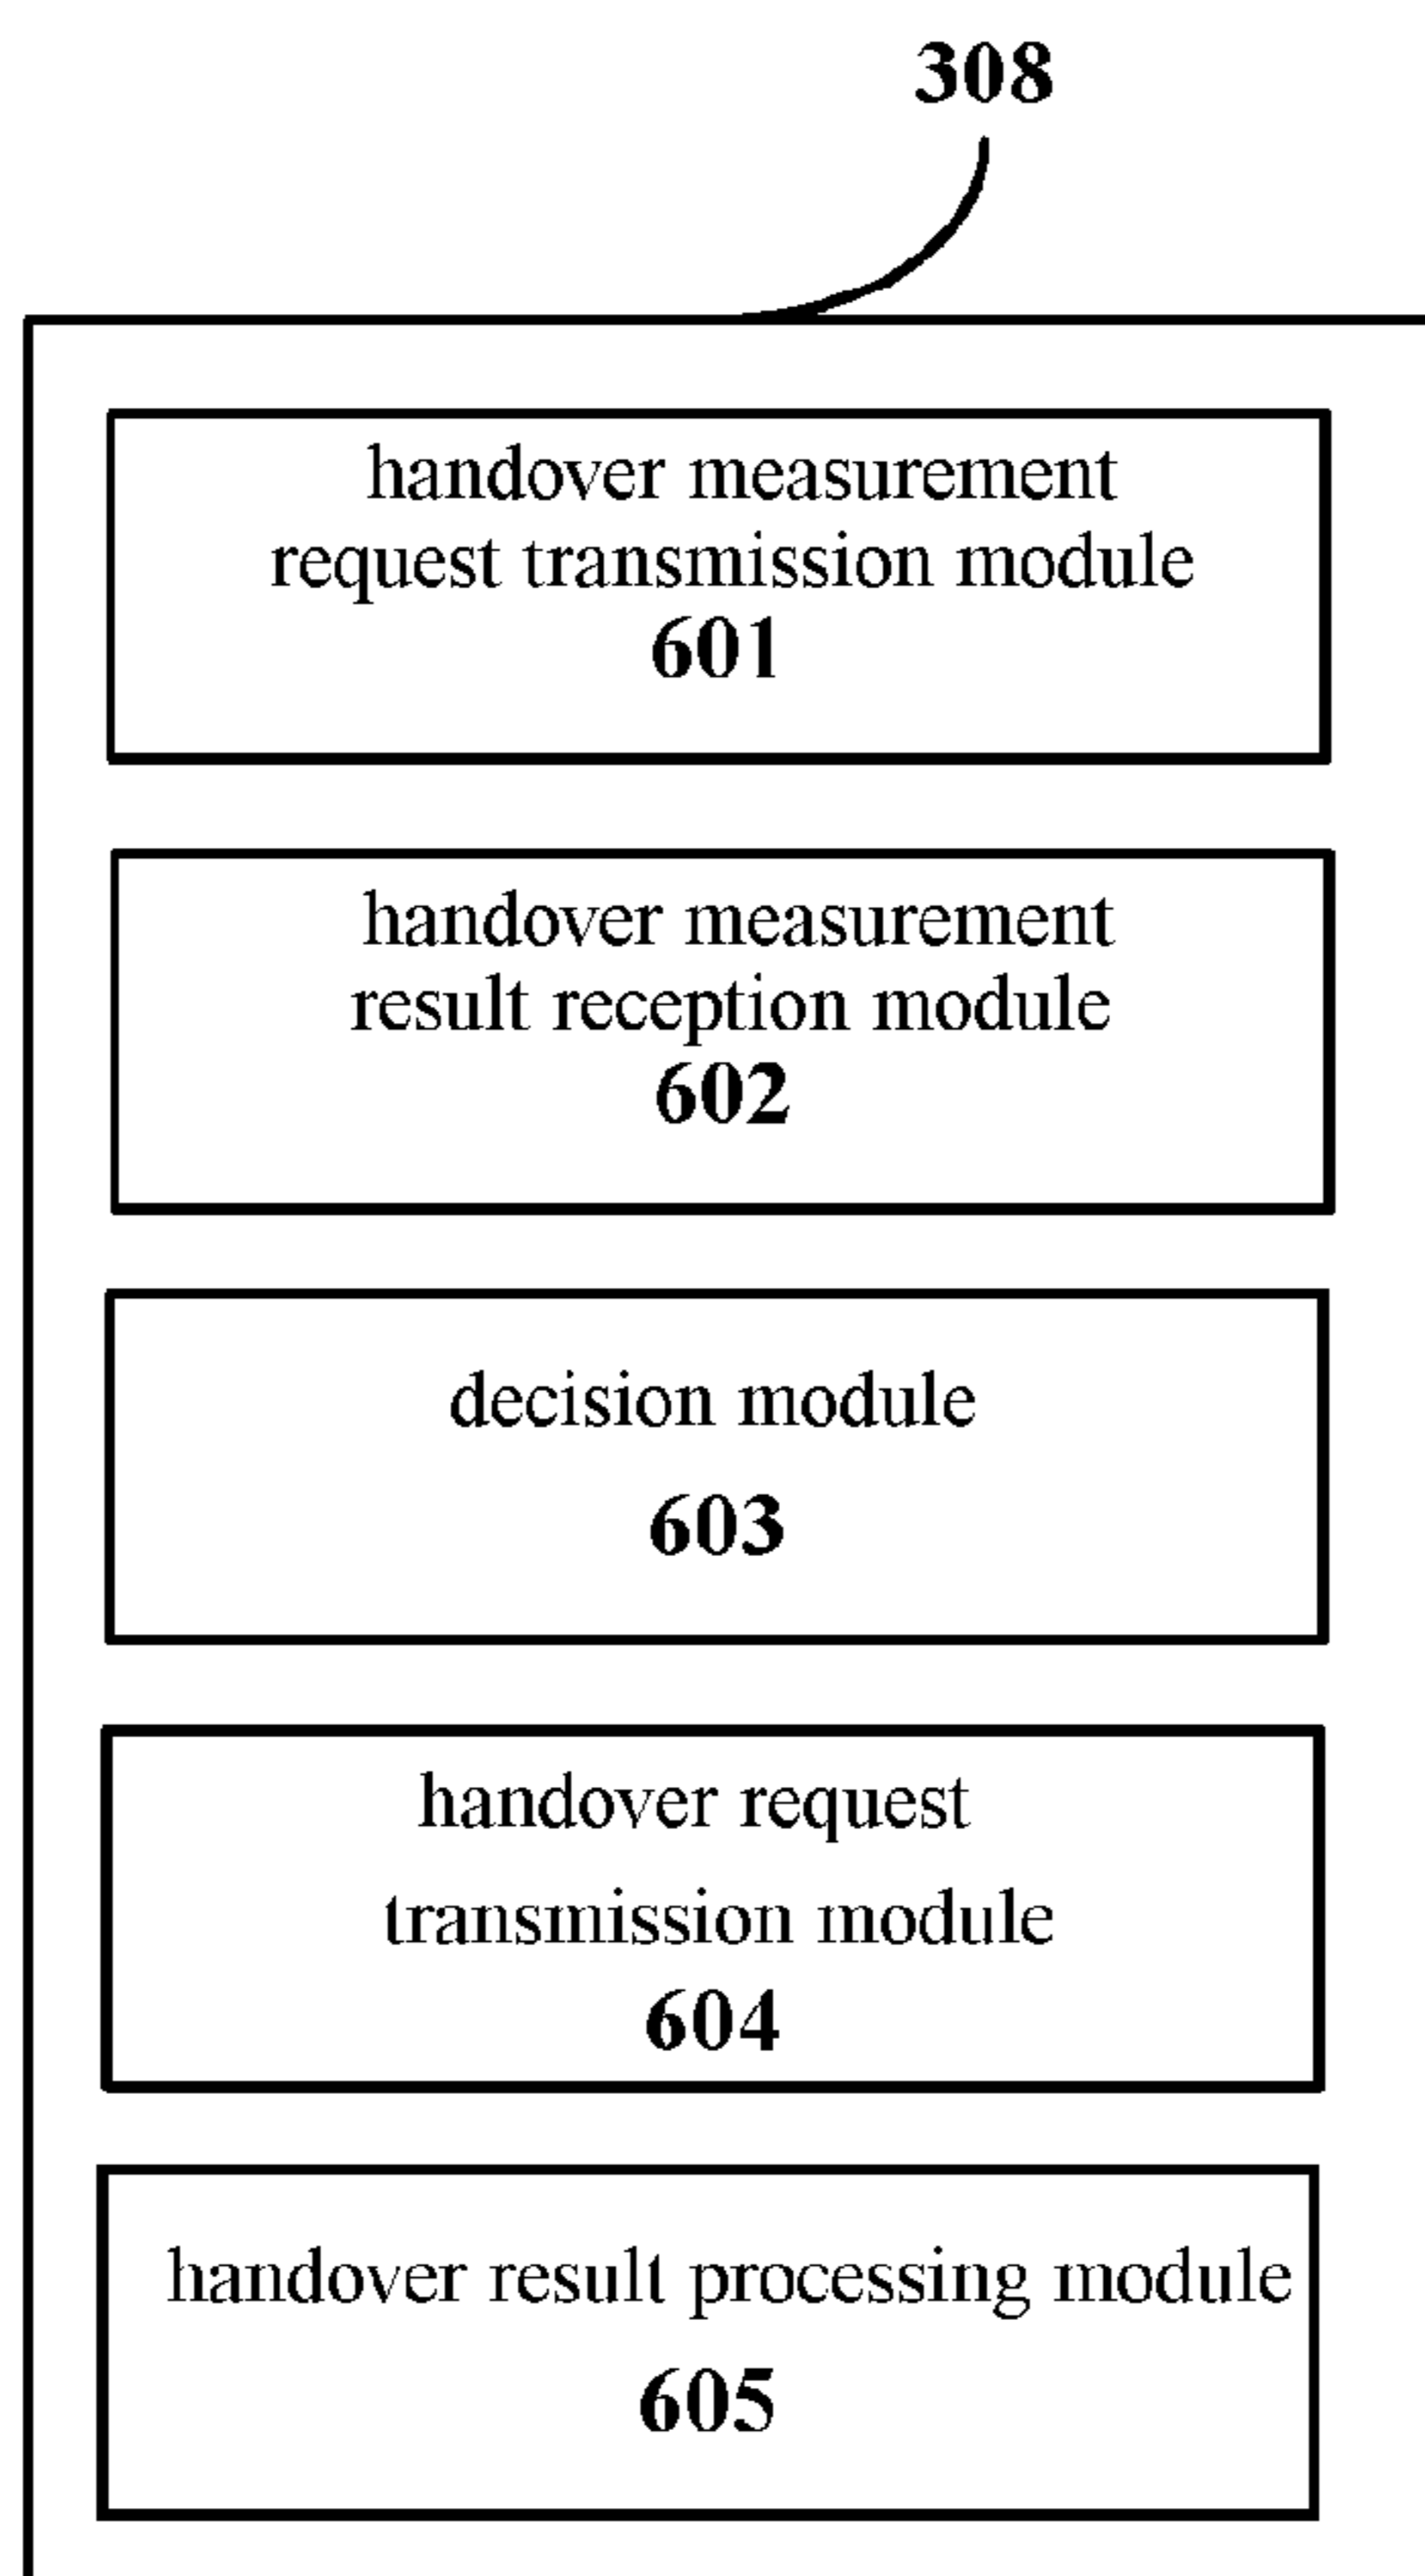 308
handover measurement
request transmission module
601
handover measurement
result reception module
602
decision module
603
handover request
transmission module
604
handover result processing module
605